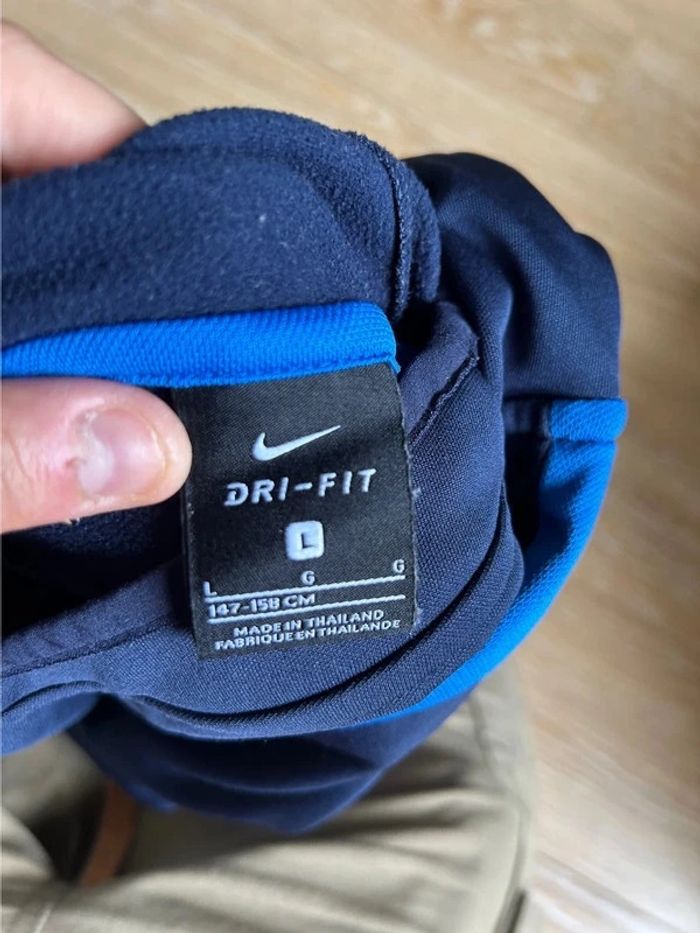 DRI-FIT
L
L G G
147-158 CM
MADE IN THAILAND
FABRIQUE EN THAILANDE